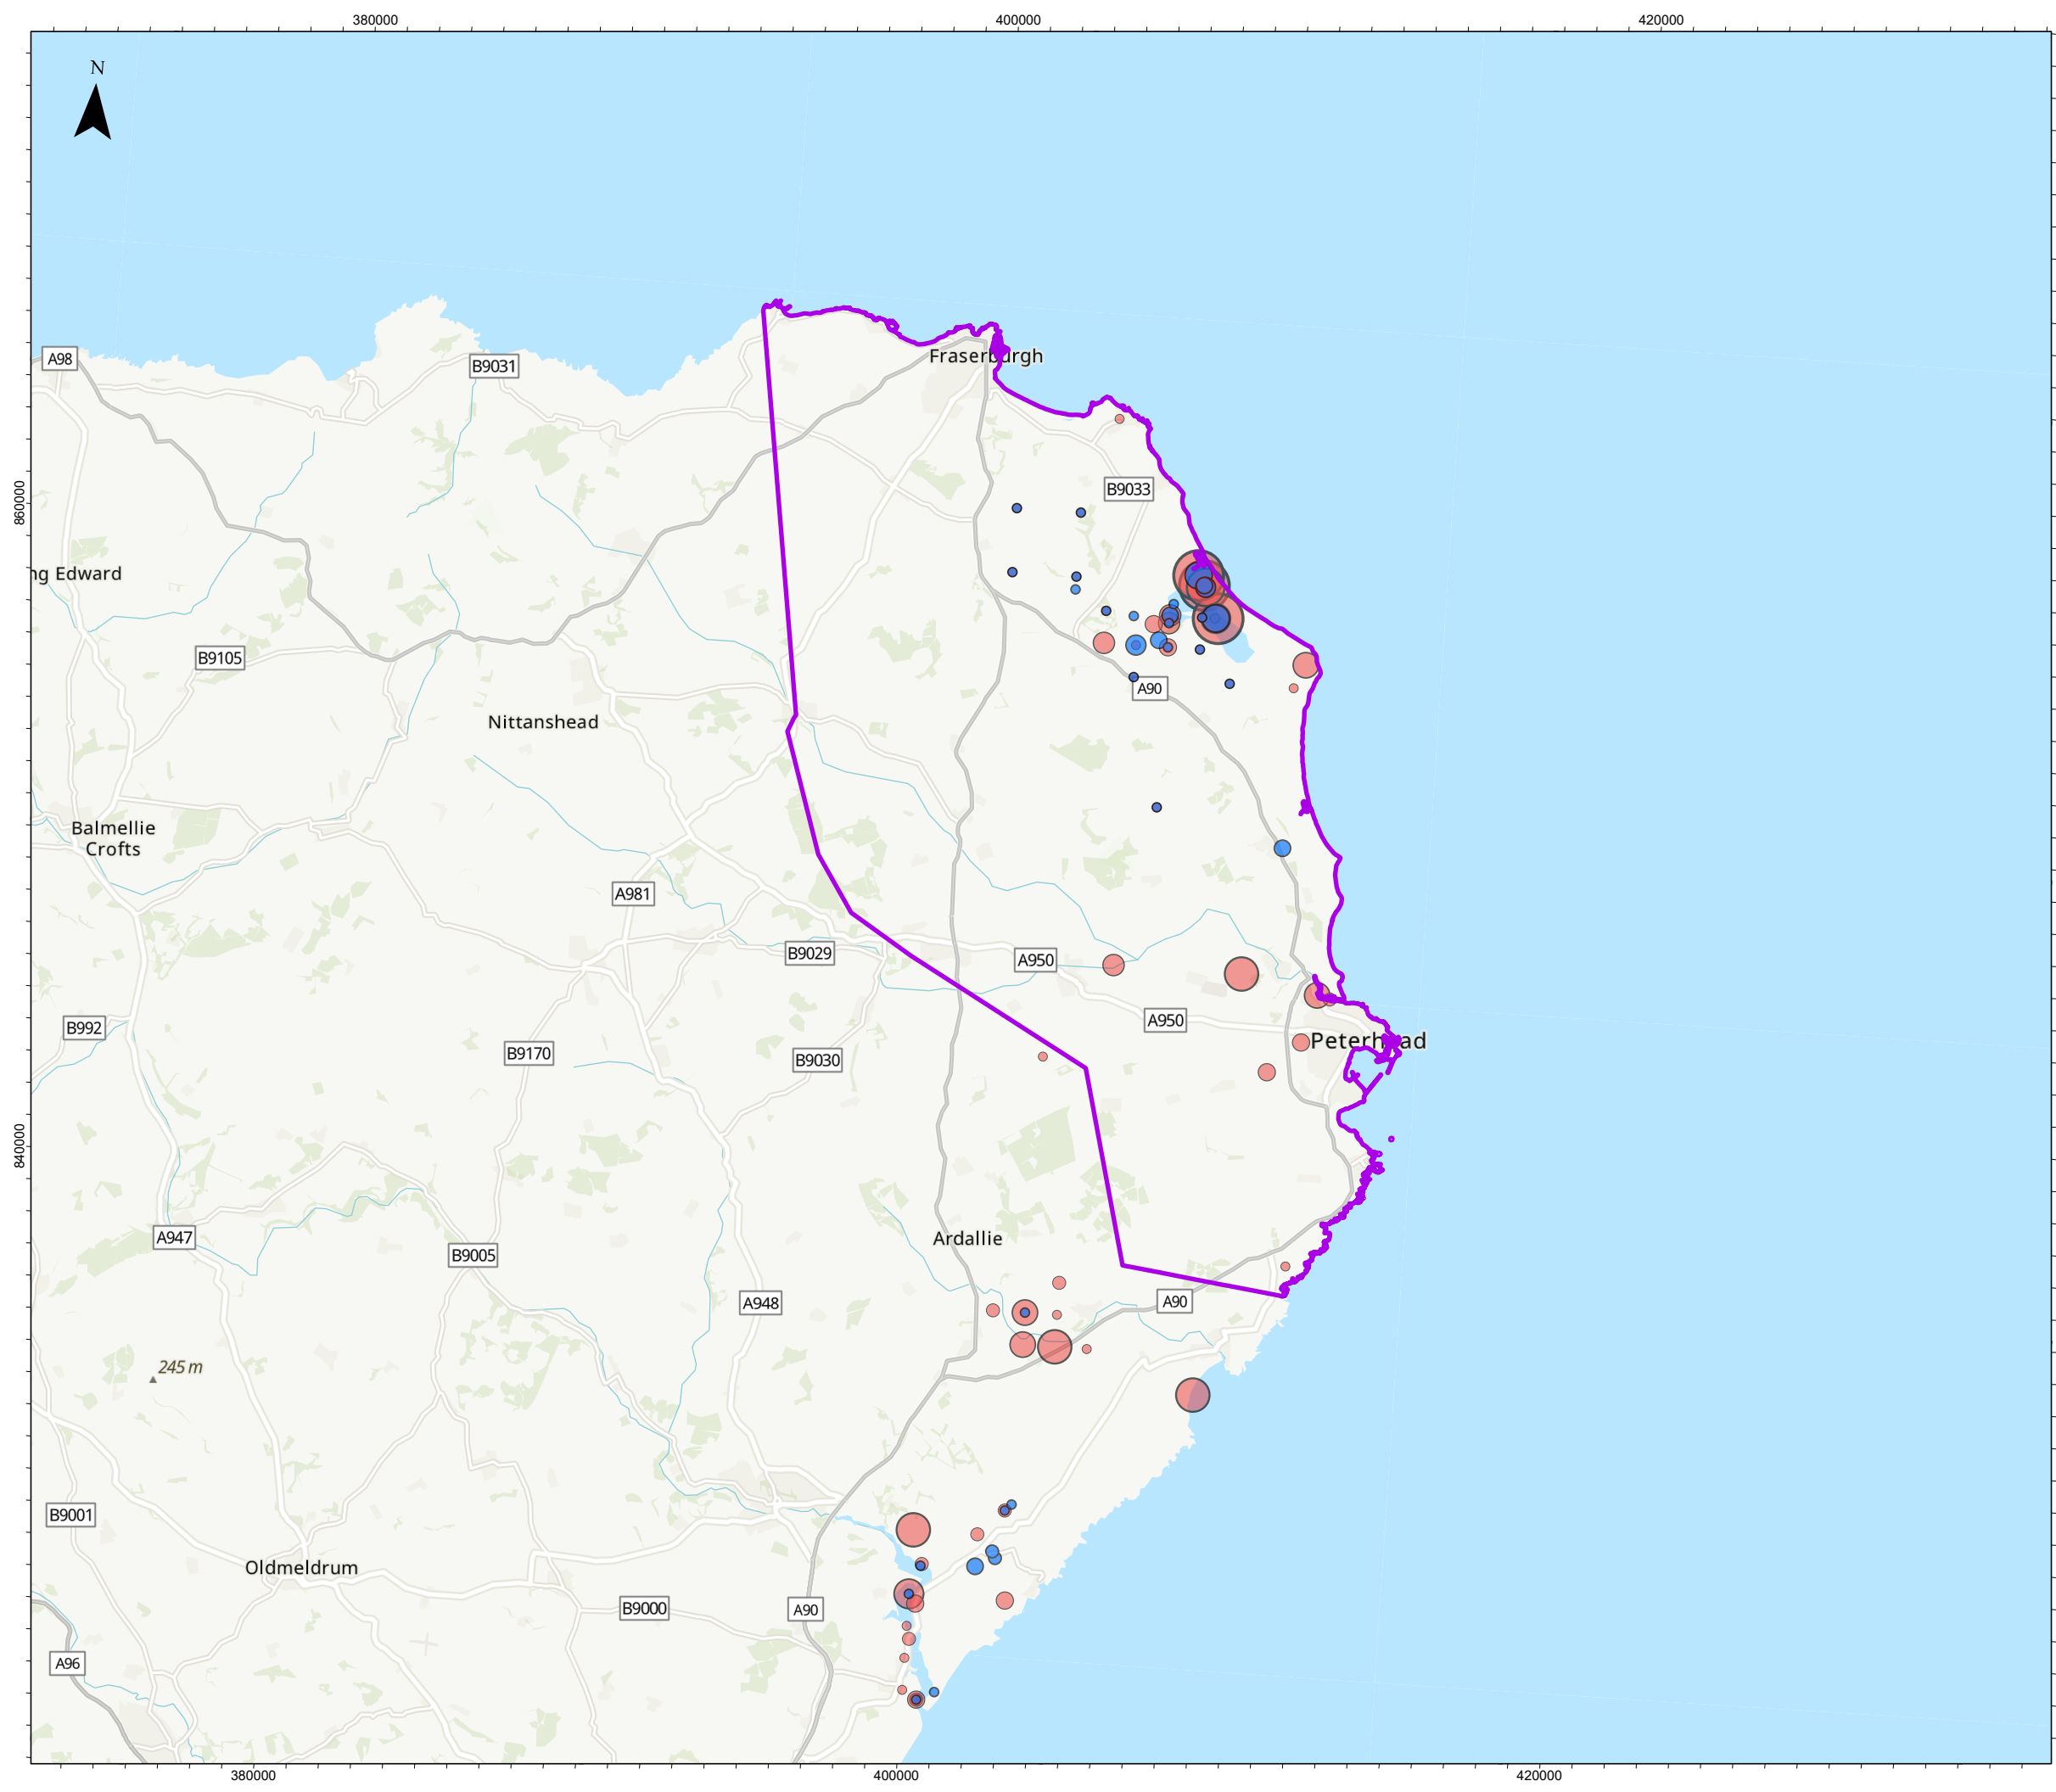 380000
400000
420000
N
A98
B9031
Fraserburgh
B9033
860000
ng Edward
B9105
A90
Nittanshead
Balmellie
Crofts
A981
B9029
A950
B992
A950
B9170
B9030
Peterhead
840000
A947
Ardallie
B9005
A948
A90
245 m
B9001
Oldmeldrum
B9000
A90
A96
380000
400000
420000